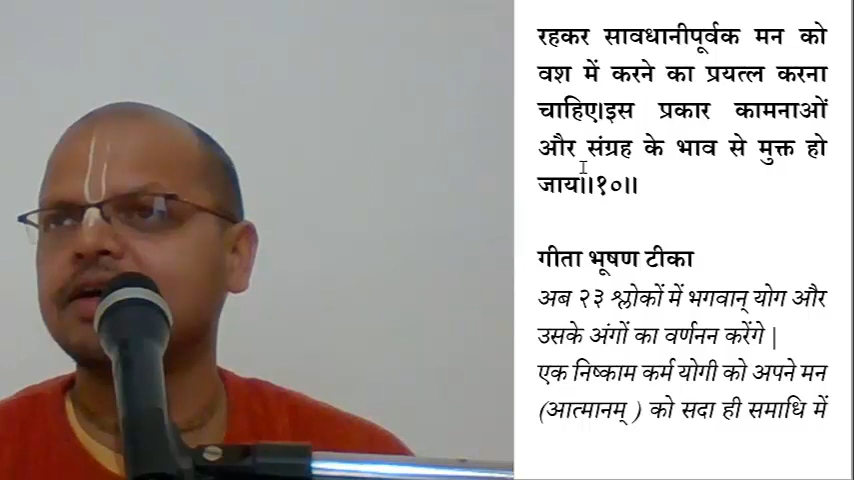 रहकर सावधानीपूर्वक मन को
वश में करने का प्रयत्ल करना
चाहिए।इस प्रकार कामनाओं
और संग्रह के भाव से मुक्त हो
जाय।।१०।।
गीता भूषण टीका
अब २३ श्लोकों में भगवान् योग और
उसके अंगों का वर्णनन करेंगे |
एक निष्काम कर्म योगी को अपने मन
(आत्मानम् ) को सदा ही समाधि में